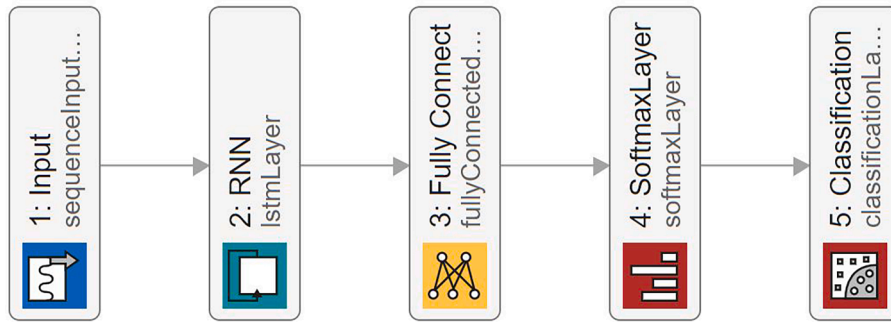 1: Input
sequenceInput...
2: RNN
lstmLayer
3: Fully Connect
fullyConnected...
4: SoftmaxLayer
softmaxLayer
5: Classification
classificationLa...